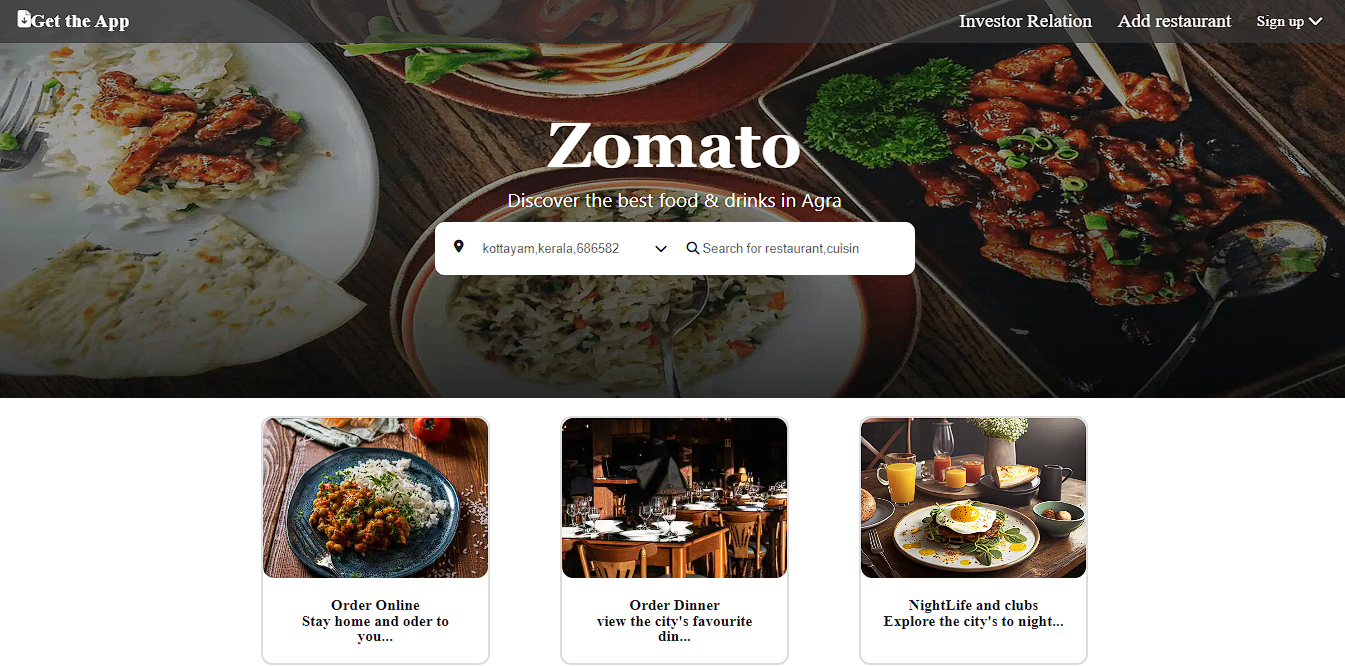 Get the App
Investor Relation
Add restaurant
Sign up
Zomato
Discover the best food & drinks in Agra
kottayam,kerala,686582
Search for restaurant,cuisin
Order Online
Stay home and oder to
you...
Order Dinner
view the city's favourite
din...
NightLife and clubs
Explore the city's to night...